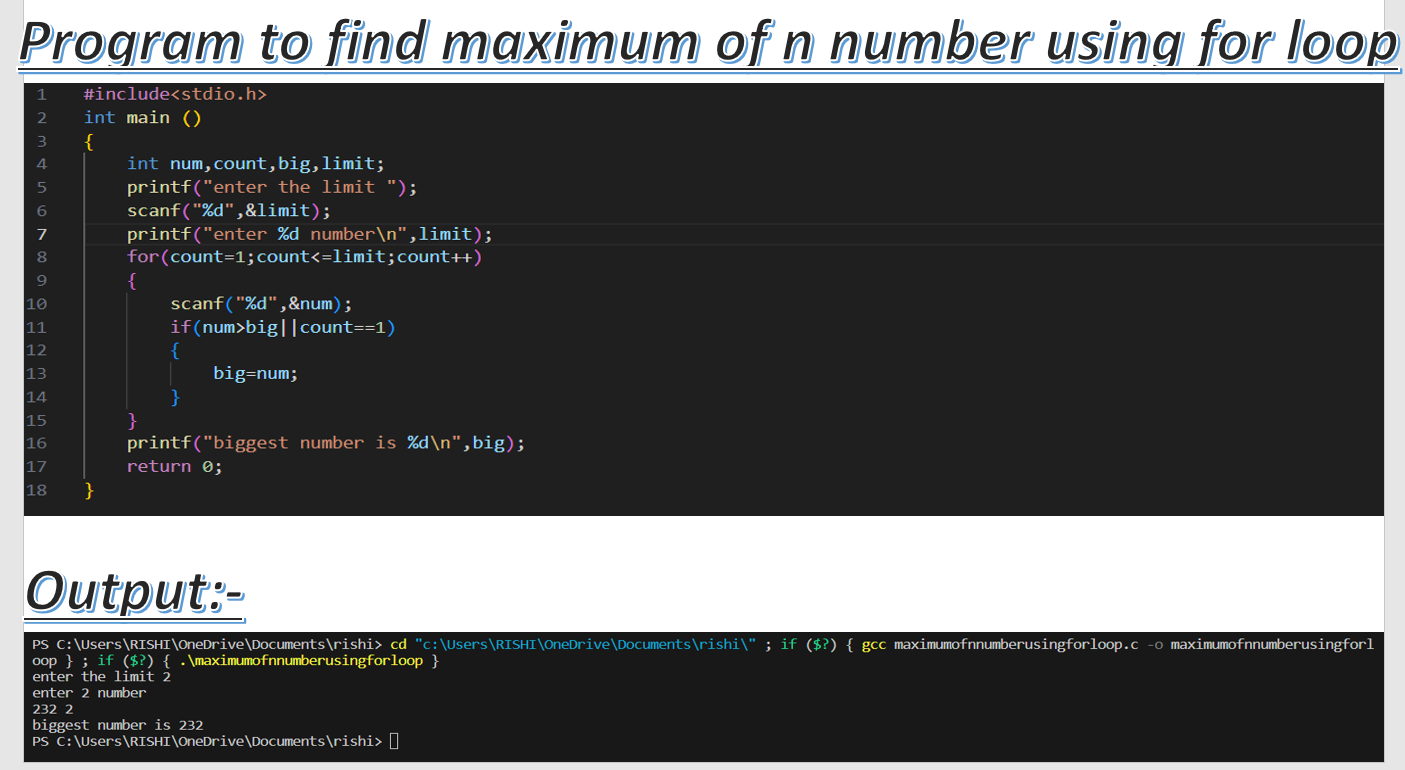 Program to find maximum of n number using for loop
1 #include<stdio.h>
2 int main ()
3 {
4 int num,count,big,limit;
5 printf("enter the limit ");
6 scanf("%d",&limit);
7 printf("enter %d number\n",limit);
8 for(count=1;count<=limit;count++)
9 {
10 scanf("%d",&num);
11 if(num>big||count==1)
12 {
13 big=num;
14 }
15 }
16 printf("biggest number is %d\n",big);
17 return 0;
18 }
Output:-
PS C:\Users\RISHI\OneDrive\Documents\rishi> cd "c:\Users\RISHI\OneDrive\Documents\rishi\" ; if ($?) { gcc maximumofnnumberusingforloop.c -o maximumofnnumberusingforl
oop } ; if ($?) { .\maximumofnnumberusingforloop }
enter the limit 2
enter 2 number
232 2
biggest number is 232
PS C:\Users\RISHI\OneDrive\Documents\rishi>